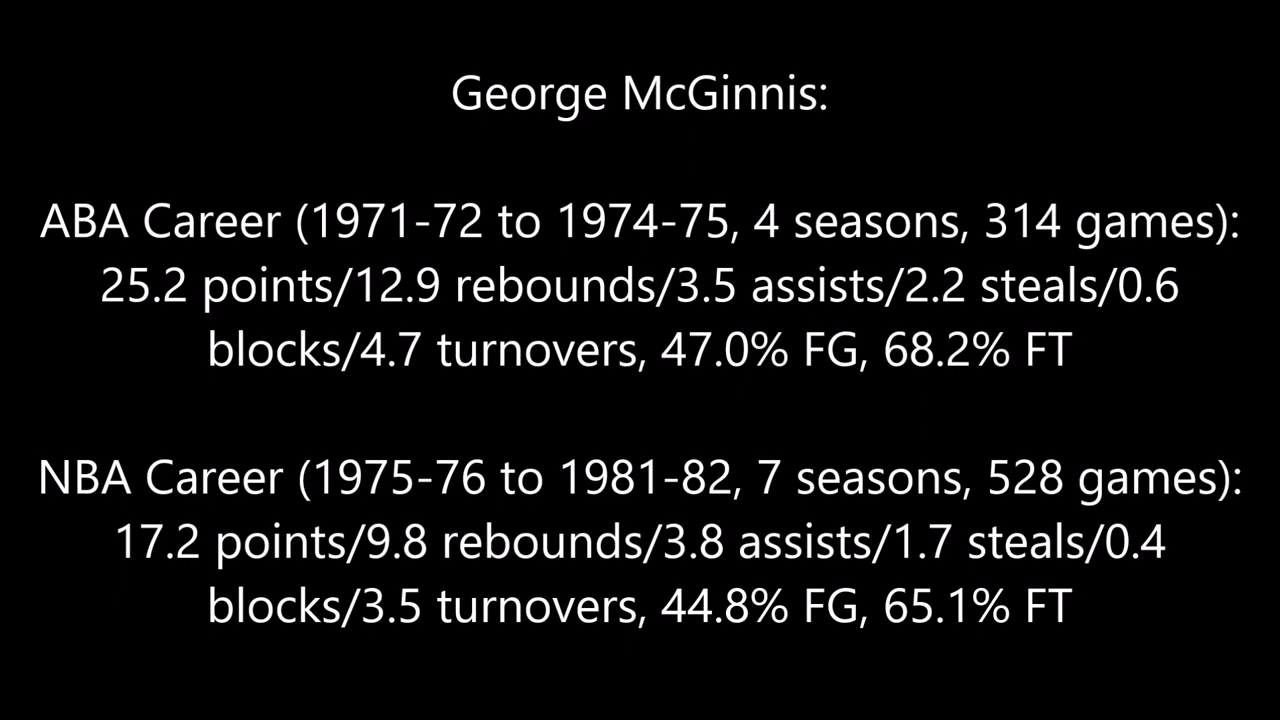 George McGinnis:
ABA Career (1971-72 to 1974-75, 4 seasons, 314 games):
25.2 points/12.9 rebounds/3.5 assists/2.2 steals/0.6
blocks/4.7 turnovers, 47.0% FG, 68.2% FT
NBA Career (1975-76 to 1981-82, 7 seasons, 528 games):
17.2 points/9.8 rebounds/3.8 assists/1.7 steals/0.4
blocks/3.5 turnovers, 44.8% FG, 65.1% FT